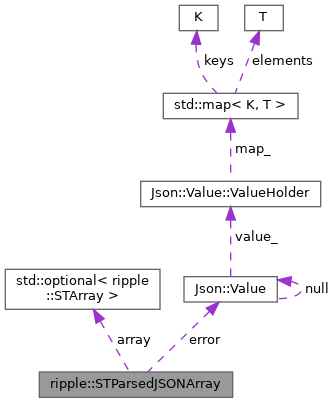 K
T
keys
elements
std::map< K, T >
map_
Json::Value::ValueHolder
value_
std::optional< ripple
::STArray >
Json::Value
null
array
error
ripple::STParsedJSONArray